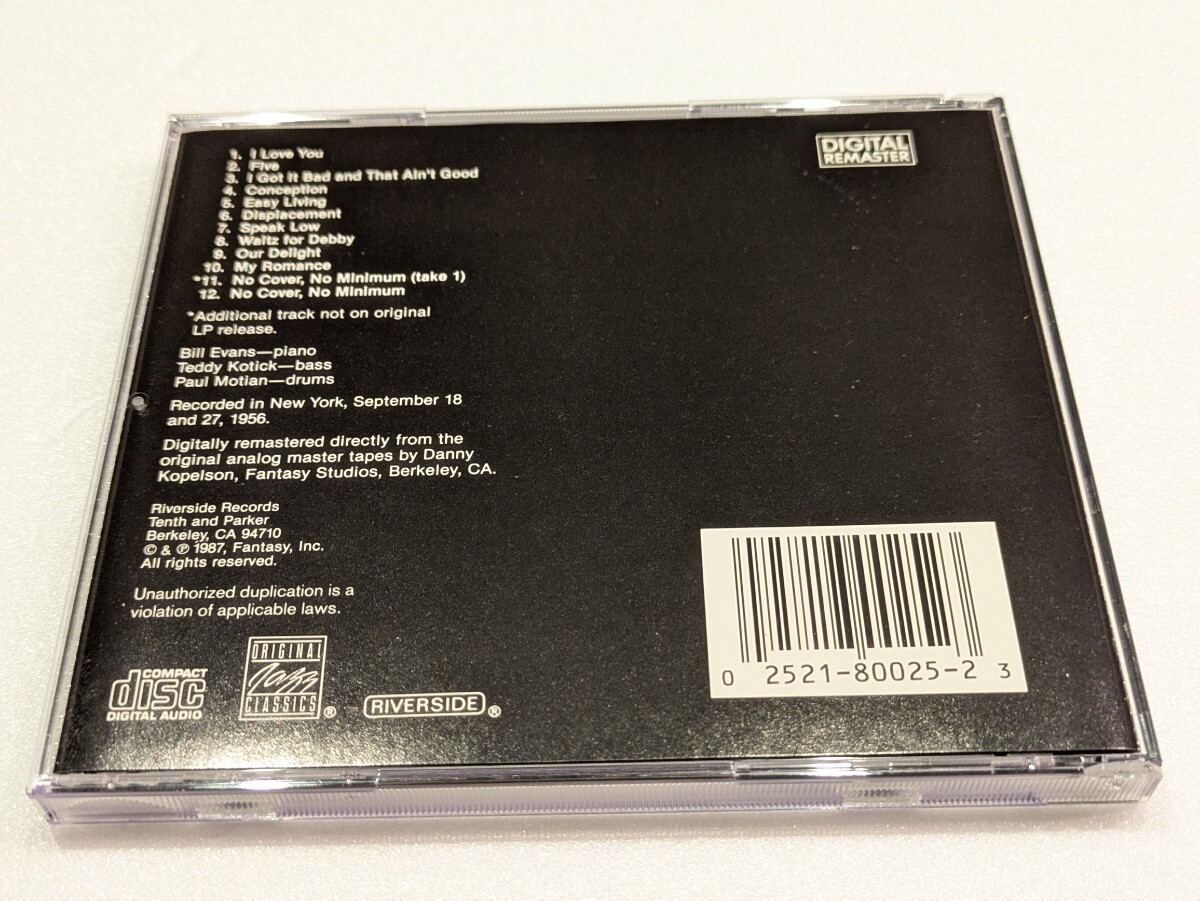 1. I Love You
2. Five
3. I Got It Bad and That Ain't Good
4. Conception
5. Easy Living
6. Displacement
7. Speak Low
8. Waltz for Debby
9. Our Delight
10. My Romance
*11. No Cover, No Minimum (take 1)
12. No Cover, No Minimum
*Additional track not on original
LP release.
Bill Evans—piano
Teddy Kotick—bass
Paul Motian—drums
Recorded in New York, September 18
and 27, 1956.
Digitally remastered directly from the
original analog master tapes by Danny
Kopelson, Fantasy Studios, Berkeley, CA.
Riverside Records
Tenth and Parker
Berkeley, CA 94710
© & ℗ 1987, Fantasy, Inc.
All rights reserved.
Unauthorized duplication is a
violation of applicable laws.
COMPACT
disc
DIGITAL AUDIO
ORIGINAL
Jazz
CLASSICS ®
RIVERSIDE ®
DIGITAL
REMASTER
0 2521-80025-2 3